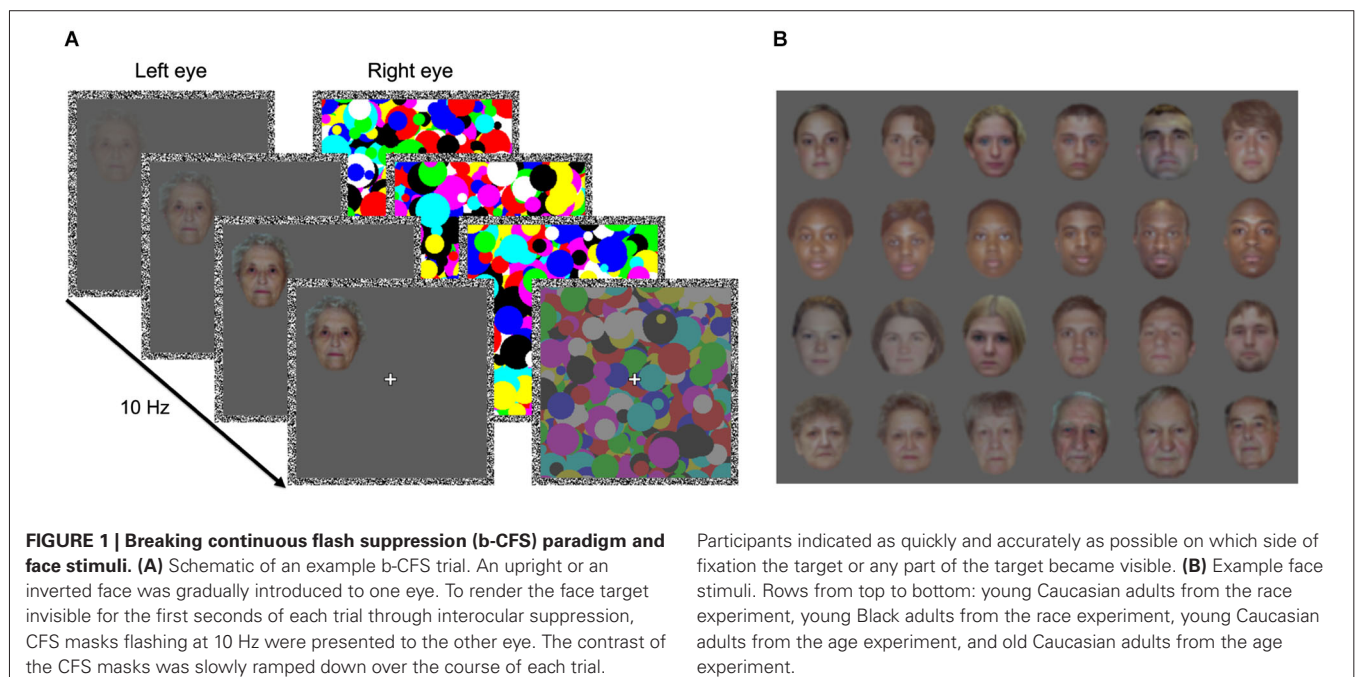 A
B
Left eye
Right eye
10 Hz
FIGURE 1 | Breaking continuous flash suppression (b-CFS) paradigm and
face stimuli. (A) Schematic of an example b-CFS trial. An upright or an
inverted face was gradually introduced to one eye. To render the face target
invisible for the first seconds of each trial through interocular suppression,
CFS masks flashing at 10 Hz were presented to the other eye. The contrast of
the CFS masks was slowly ramped down over the course of each trial.
Participants indicated as quickly and accurately as possible on which side of
fixation the target or any part of the target became visible. (B) Example face
stimuli. Rows from top to bottom: young Caucasian adults from the race
experiment, young Black adults from the race experiment, young Caucasian
adults from the age experiment, and old Caucasian adults from the age
experiment.